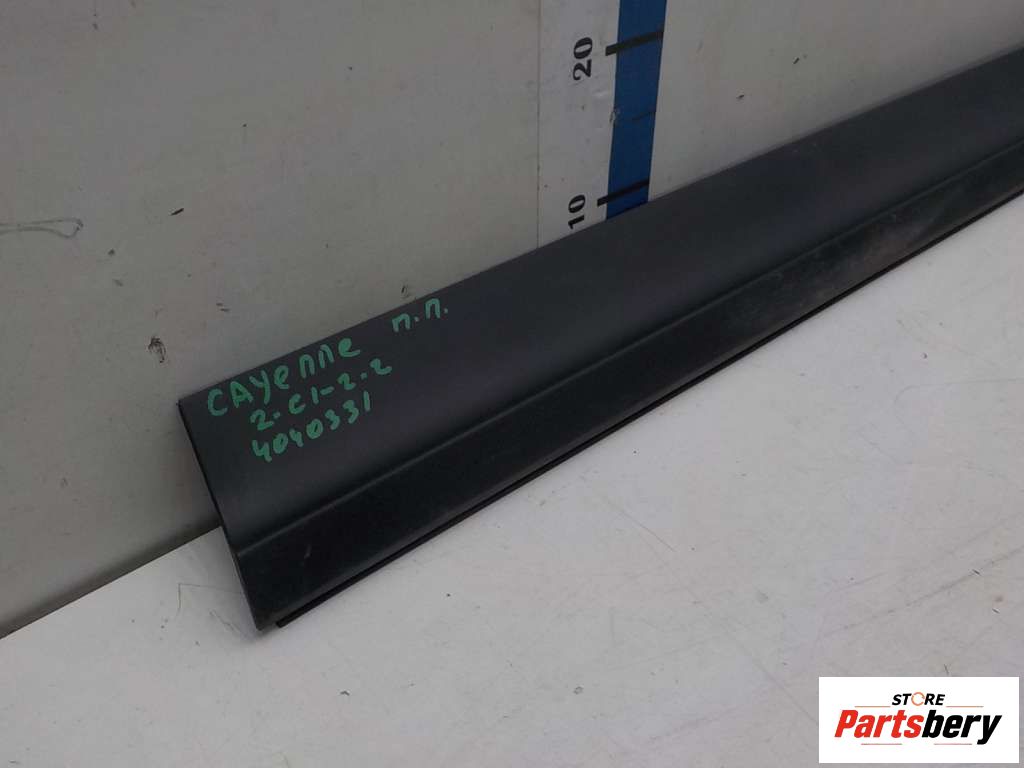 20
10
п.п.
CAYenne
2-C1-2-2
4040331
STORE
Partsbery